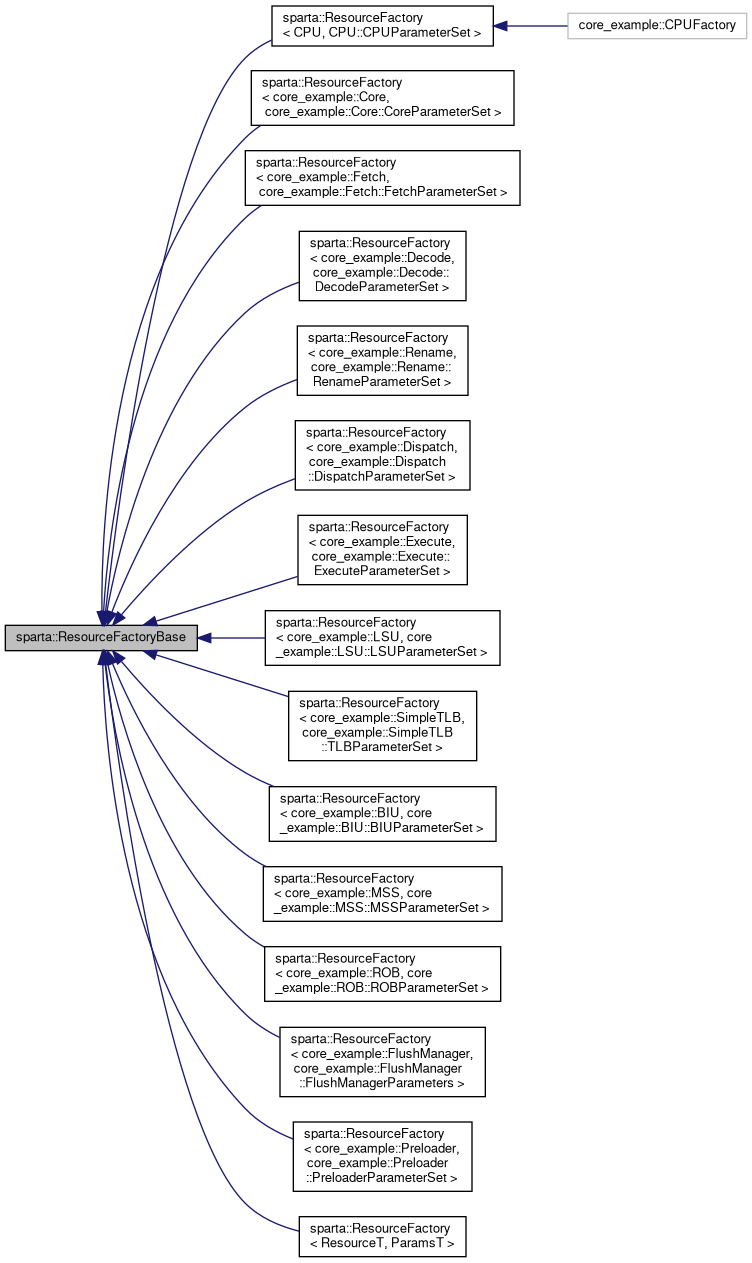 sparta::ResourceFactory
< CPU, CPU::CPUParameterSet >
core_example::CPUFactory
sparta::ResourceFactory
< core_example::Core,
core_example::Core::CoreParameterSet >
sparta::ResourceFactory
< core_example::Fetch,
core_example::Fetch::FetchParameterSet >
sparta::ResourceFactory
< core_example::Decode,
core_example::Decode::
DecodeParameterSet >
sparta::ResourceFactory
< core_example::Rename,
core_example::Rename::
RenameParameterSet >
sparta::ResourceFactory
< core_example::Dispatch,
core_example::Dispatch
::DispatchParameterSet >
sparta::ResourceFactory
< core_example::Execute,
core_example::Execute::
ExecuteParameterSet >
sparta::ResourceFactoryBase
sparta::ResourceFactory
< core_example::LSU, core
_example::LSU::LSUParameterSet >
sparta::ResourceFactory
< core_example::SimpleTLB,
core_example::SimpleTLB
::TLBParameterSet >
sparta::ResourceFactory
< core_example::BIU, core
_example::BIU::BIUParameterSet >
sparta::ResourceFactory
< core_example::MSS, core
_example::MSS::MSSParameterSet >
sparta::ResourceFactory
< core_example::ROB, core
_example::ROB::ROBParameterSet >
sparta::ResourceFactory
< core_example::FlushManager,
core_example::FlushManager
::FlushManagerParameters >
sparta::ResourceFactory
< core_example::Preloader,
core_example::Preloader
::PreloaderParameterSet >
sparta::ResourceFactory
< ResourceT, ParamsT >